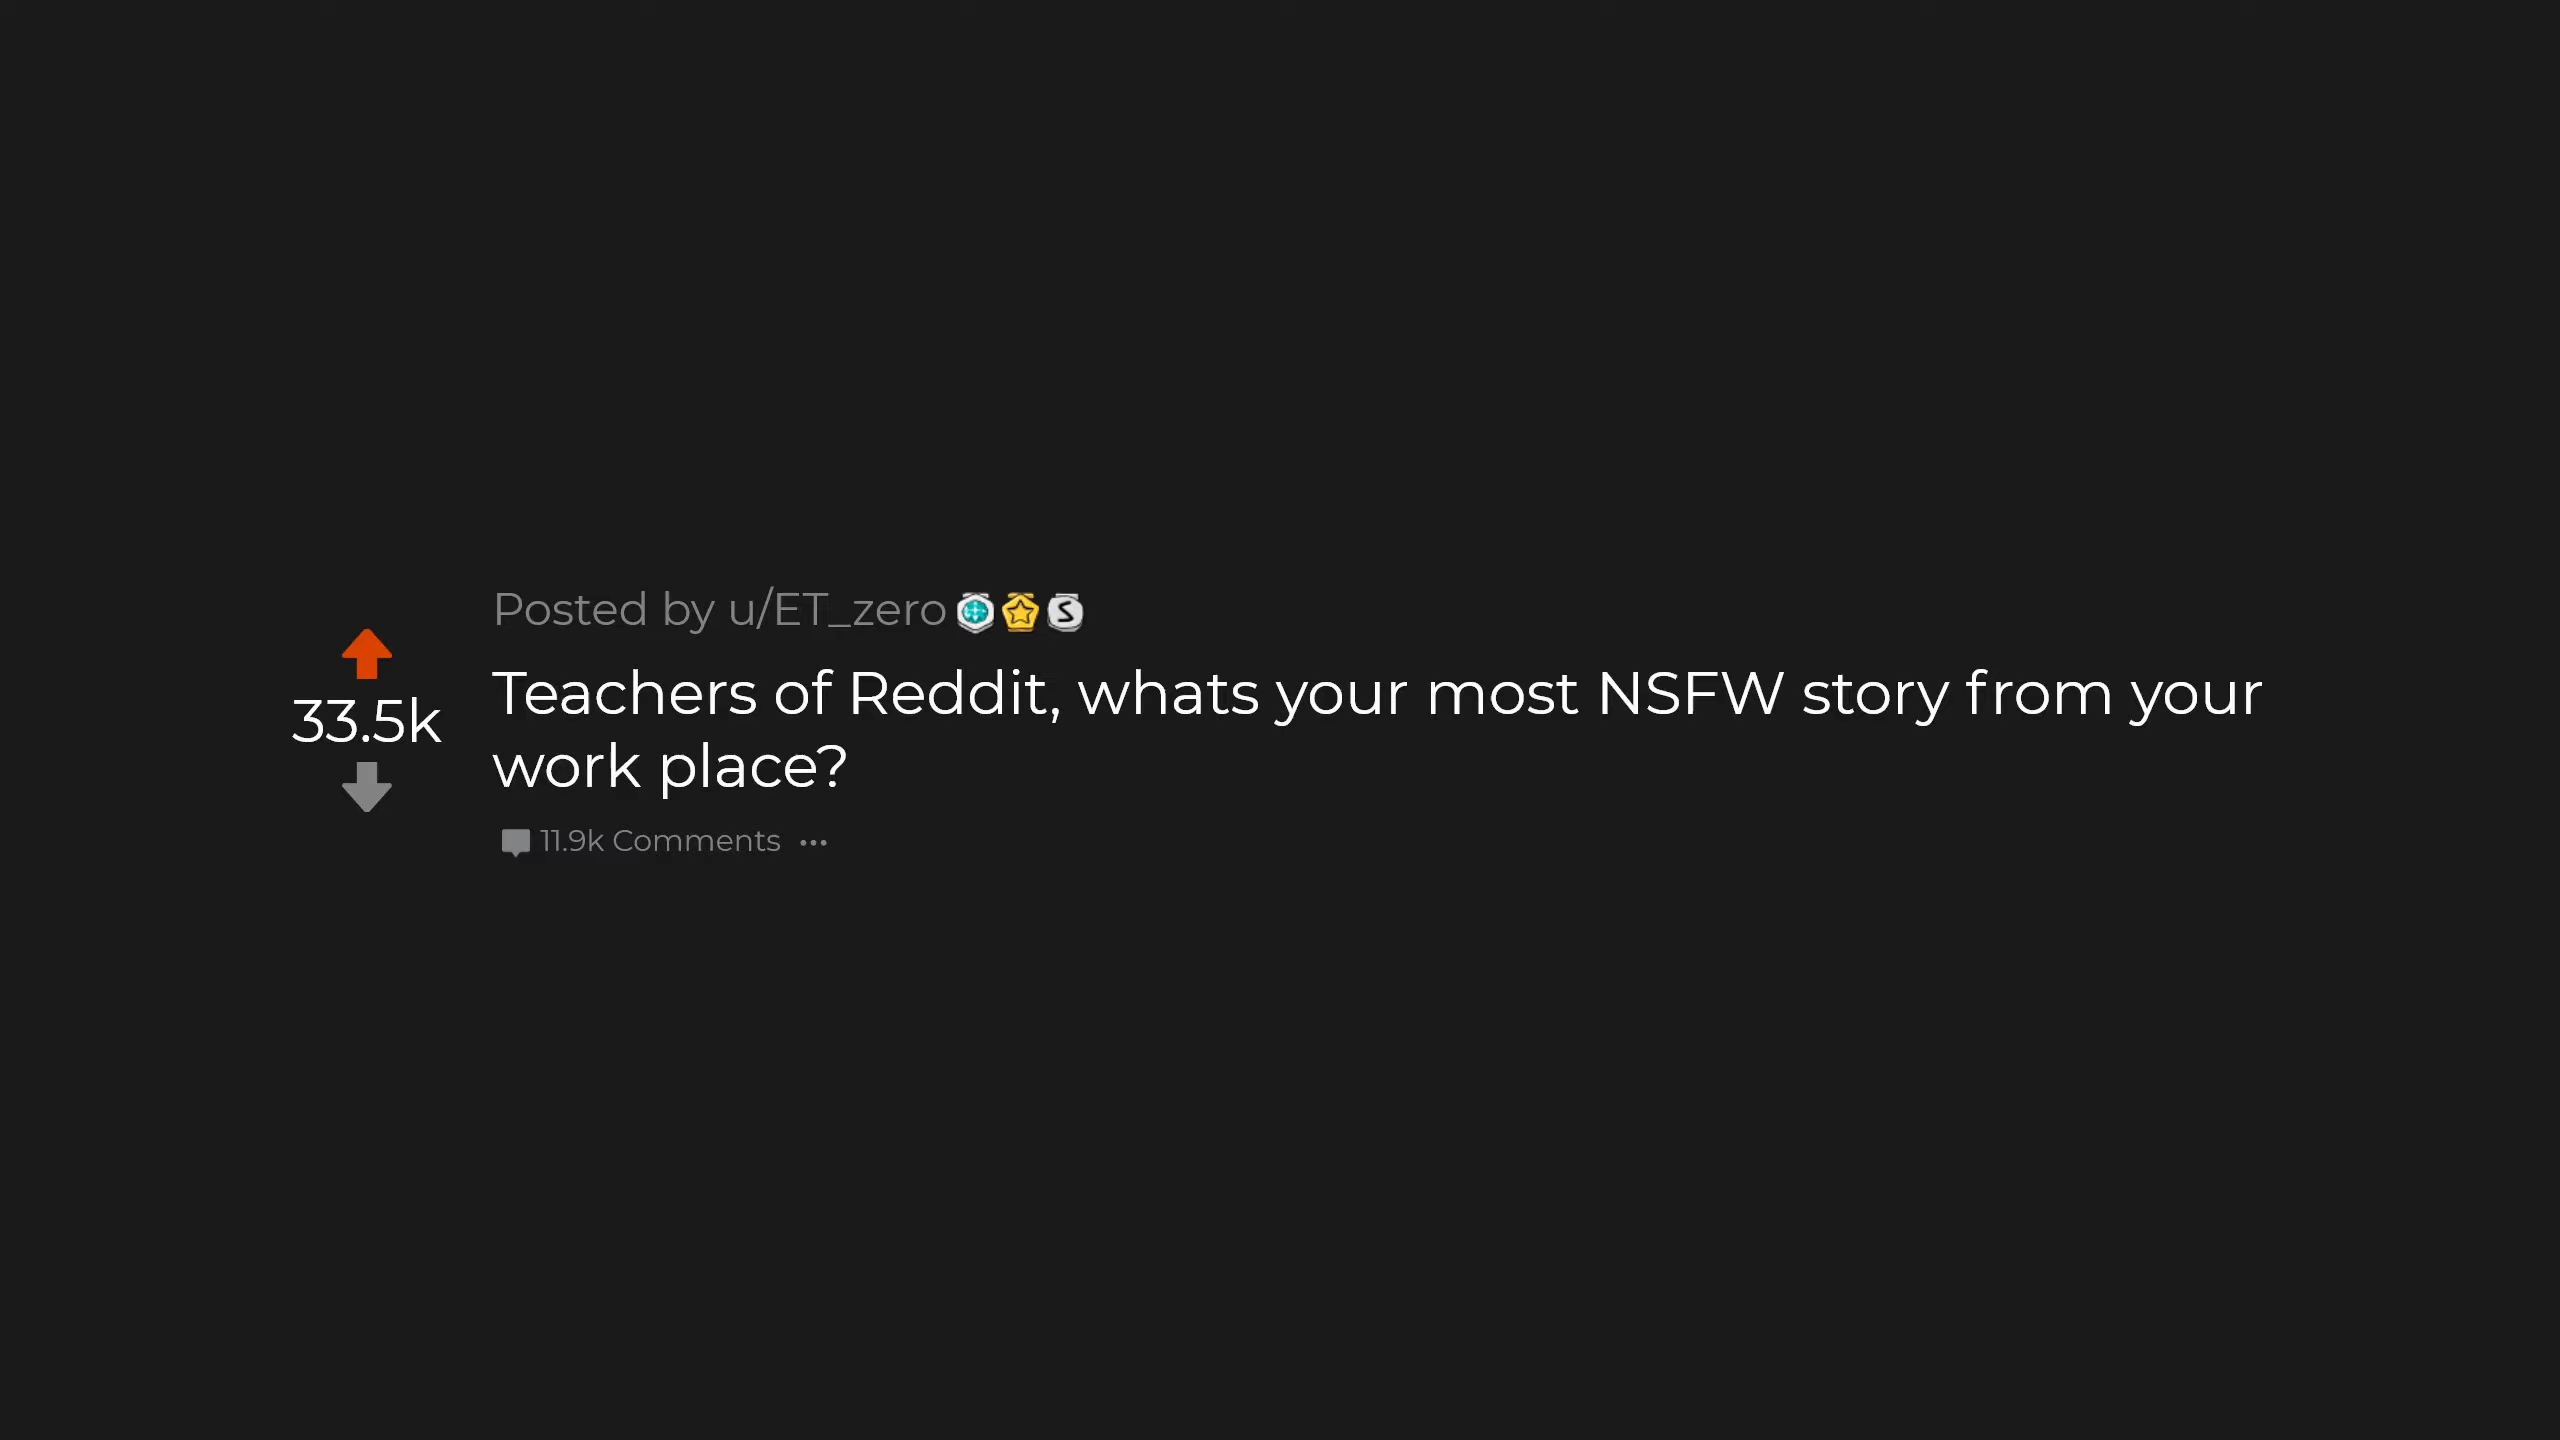 Posted by u/ET_zero
33.5k
Teachers of Reddit, whats your most NSFW story from your
work place?
11.9k Comments